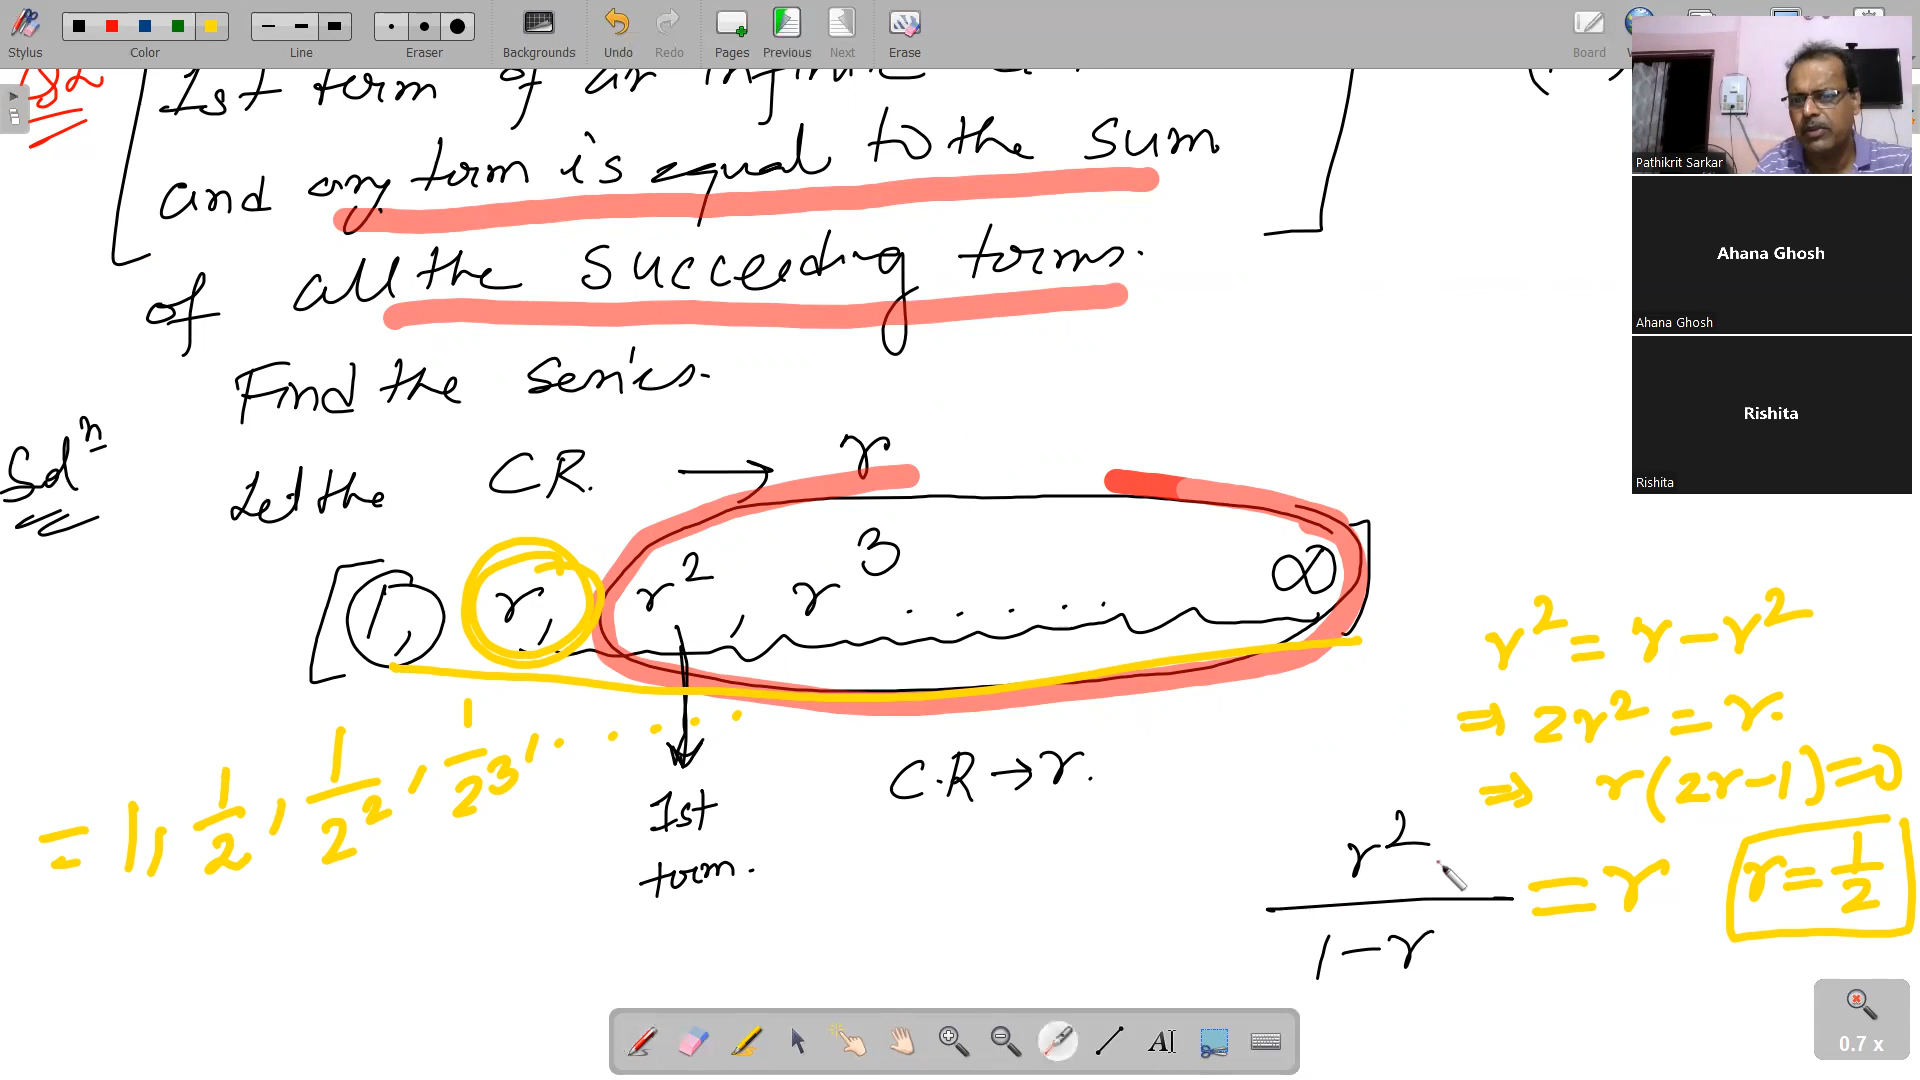 Stylus
Color
Line
Eraser
Backgrounds
Undo
Redo
Pages
Previous
Next
Erase
Board
1st term of an infinite
and any term is equal to the sum
of all the succeeding terms.
Find the series.
Solⁿ
Let the C.R. → r
[1, r, r², r³ ..... ∞]
= 1, 1/2, 1/2², 1/2³, .....
1st
term.
C.R → r.
r²/(1-r) = r
r² = r - r²
⇒ 2r² = r.
⇒ r(2r-1)=0
r = 1/2
Pathikrit Sarkar
Ahana Ghosh
Ahana Ghosh
Rishita
Rishita
0.7 x